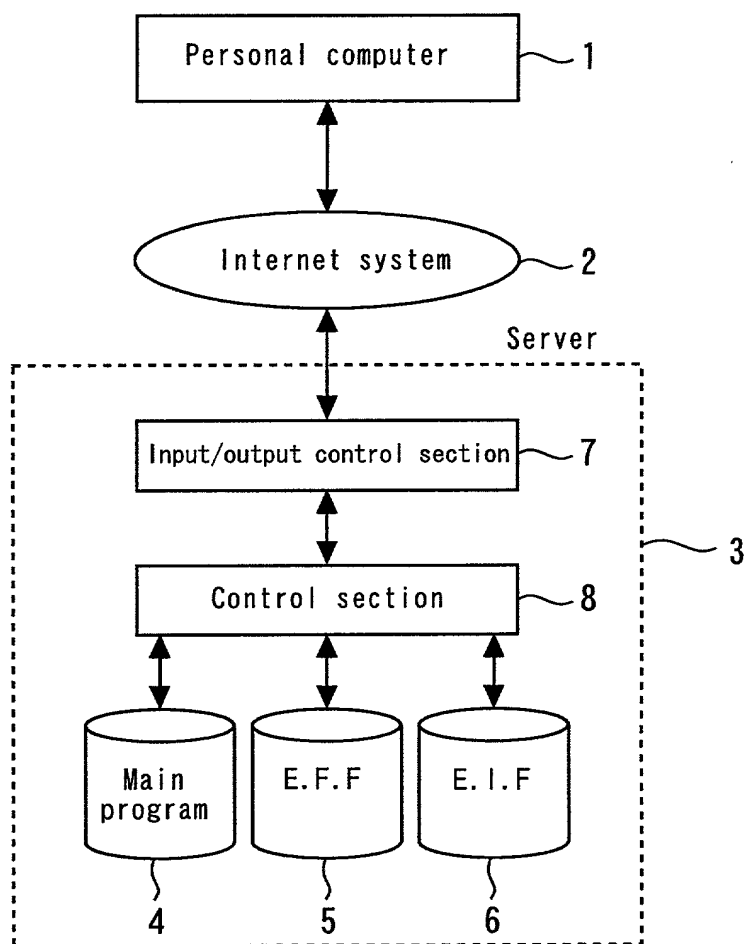 Personal computer
1
Internet system
2
Server
Input/output control section
7
3
Control section
8
Main
program
E.F.F
E.I.F
4
5
6